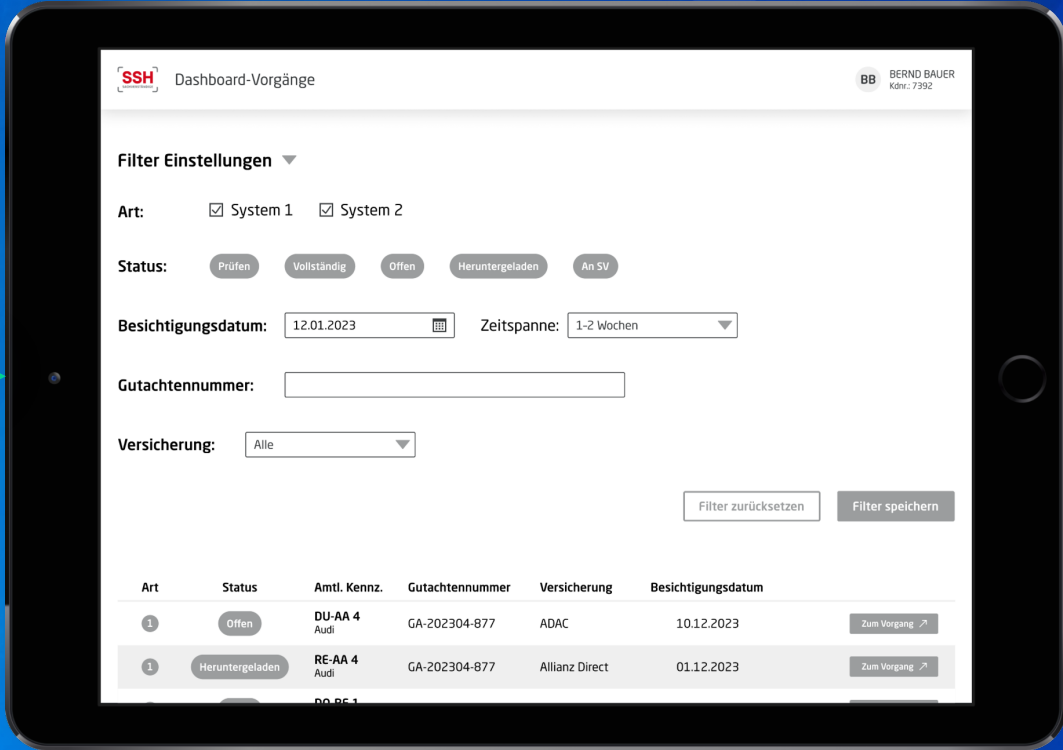 SSH Dashboard-Vorgänge
BB BERND BAUER
Kdnr.: 7392
Filter Einstellungen
Art: System 1 System 2
Status: Prüfen Vollständig Offen Heruntergeladen An SV
Besichtigungsdatum: 12.01.2023 Zeitspanne: 1-2 Wochen
Gutachtennummer:
Versicherung: Alle
Filter zurücksetzen Filter speichern
Art Status Amtl. Kennz. Gutachtennummer Versicherung Besichtigungsdatum
1 Offen DU-AA 4 GA-202304-877 ADAC 10.12.2023 Zum Vorgang
Audi
1 Heruntergeladen RE-AA 4 GA-202304-877 Allianz Direct 01.12.2023 Zum Vorgang
Audi